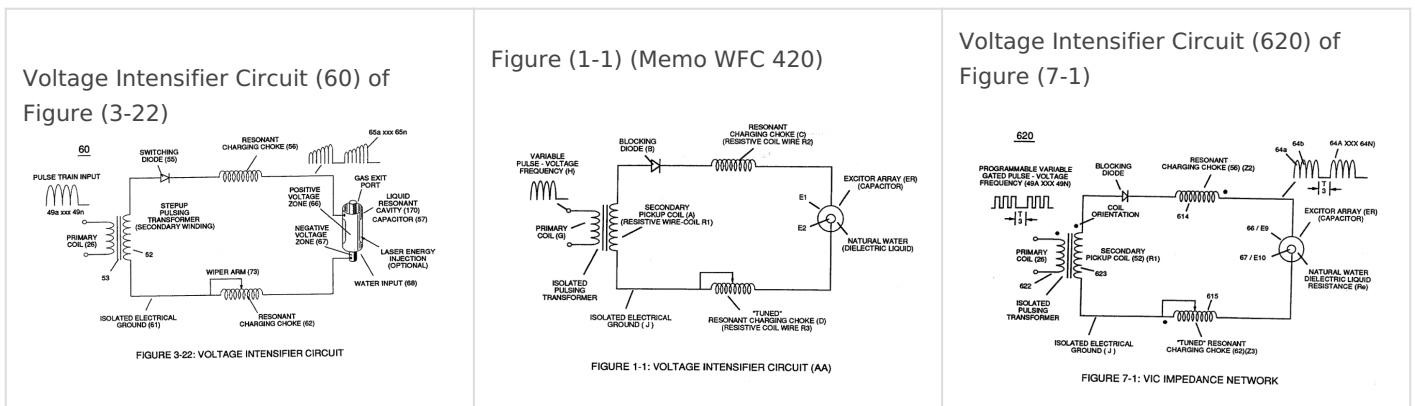 Voltage Intensifier Circuit (60) of
Figure (3-22)
60
PULSE TRAIN INPUT
49a xxx 49n
PRIMARY
COIL (26)
53
52
SWITCHING
DIODE (55)
STEPUP
PULSING
TRANSFORMER
(SECONDARY WINDING)
RESONANT
CHARGING CHOKE (56)
65a xxx 65n
POSITIVE
VOLTAGE
ZONE (66)
NEGATIVE
VOLTAGE
ZONE (67)
GAS EXIT
PORT
LIQUID
RESONANT
CAVITY (170)
CAPACITOR (57)
LASER ENERGY
INJECTION
(OPTIONAL)
WATER INPUT (68)
WIPER ARM (73)
ISOLATED ELECTRICAL
GROUND (61)
RESONANT
CHARGING CHOKE (62)
FIGURE 3-22: VOLTAGE INTENSIFIER CIRCUIT
Figure (1-1) (Memo WFC 420)
VARIABLE
PULSE - VOLTAGE
FREQUENCY (H)
BLOCKING
DIODE (B)
RESONANT
CHARGING CHOKE (C)
(RESISTIVE COIL WIRE R2)
EXCITOR ARRAY (ER)
(CAPACITOR)
E1
E2
SECONDARY
PICKUP COIL (A)
(RESISTIVE WIRE-COIL R1)
PRIMARY
COIL (G)
NATURAL WATER
(DIELECTRIC LIQUID)
ISOLATED
PULSING
TRANSFORMER
ISOLATED ELECTRICAL
GROUND ( J )
"TUNED"
RESONANT CHARGING CHOKE (D)
(RESISTIVE COIL WIRE R3)
FIGURE 1-1: VOLTAGE INTENSIFIER CIRCUIT (AA)
Voltage Intensifier Circuit (620) of
Figure (7-1)
620
64a
64b
64A XXX 64N)
T
3
PROGRAMMABLE VARIABLE
GATED PULSE - VOLTAGE
FREQUENCY (49A XXX 49N)
T
3
BLOCKING
DIODE
RESONANT
CHARGING CHOKE (56) (Z2)
614
COIL
ORIENTATION
EXCITOR ARRAY (ER)
(CAPACITOR)
66 / E9
67 / E10
PRIMARY
COIL (26)
622
SECONDARY
PICKUP COIL (52) (R1)
623
NATURAL WATER
DIELECTRIC LIQUID
RESISTANCE (Re)
ISOLATED
PULSING
TRANSFORMER
615
ISOLATED ELECTRICAL
GROUND ( J )
"TUNED" RESONANT
CHARGING CHOKE (62)(Z3)
FIGURE 7-1: VIC IMPEDANCE NETWORK